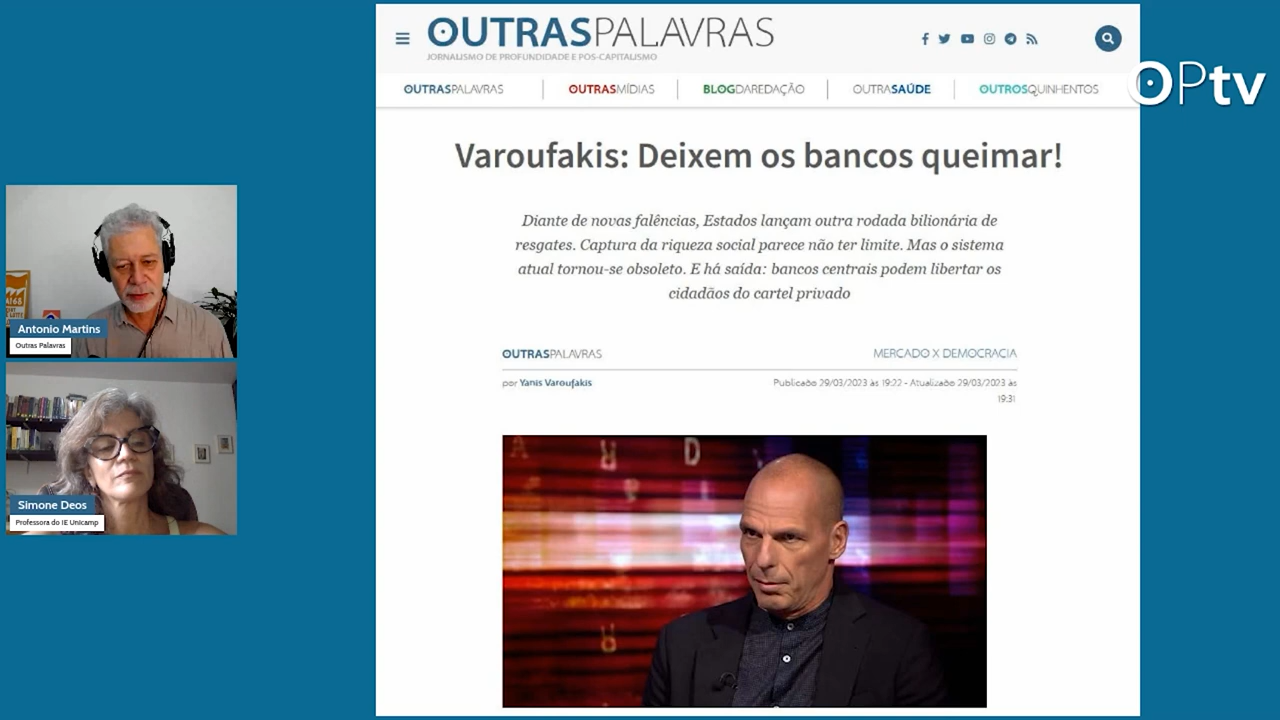 OUTRASPALAVRAS
JORNALISMO DE PROFUNDIDADE E PÓS-CAPITALISMO
OPtv
OUTRASPALAVRAS
OUTRASMÍDIAS
BLOGDAREDAÇÃO
OUTRASAÚDE
OUTROSQUINHENTOS
Varoufakis: Deixem os bancos queimar!
Diante de novas falências, Estados lançam outra rodada bilionária de
resgates. Captura da riqueza social parece não ter limite. Mas o sistema
atual tornou-se obsoleto. E há saída: bancos centrais podem libertar os
cidadãos do cartel privado
OUTRASPALAVRAS
MERCADO X DEMOCRACIA
por Yanis Varoufakis
Publicado 29/03/2023 às 19:22 - Atualizado 29/03/2023 às
19:31
Antonio Martins
Outras Palavras
Simone Deos
Professora do IE Unicamp